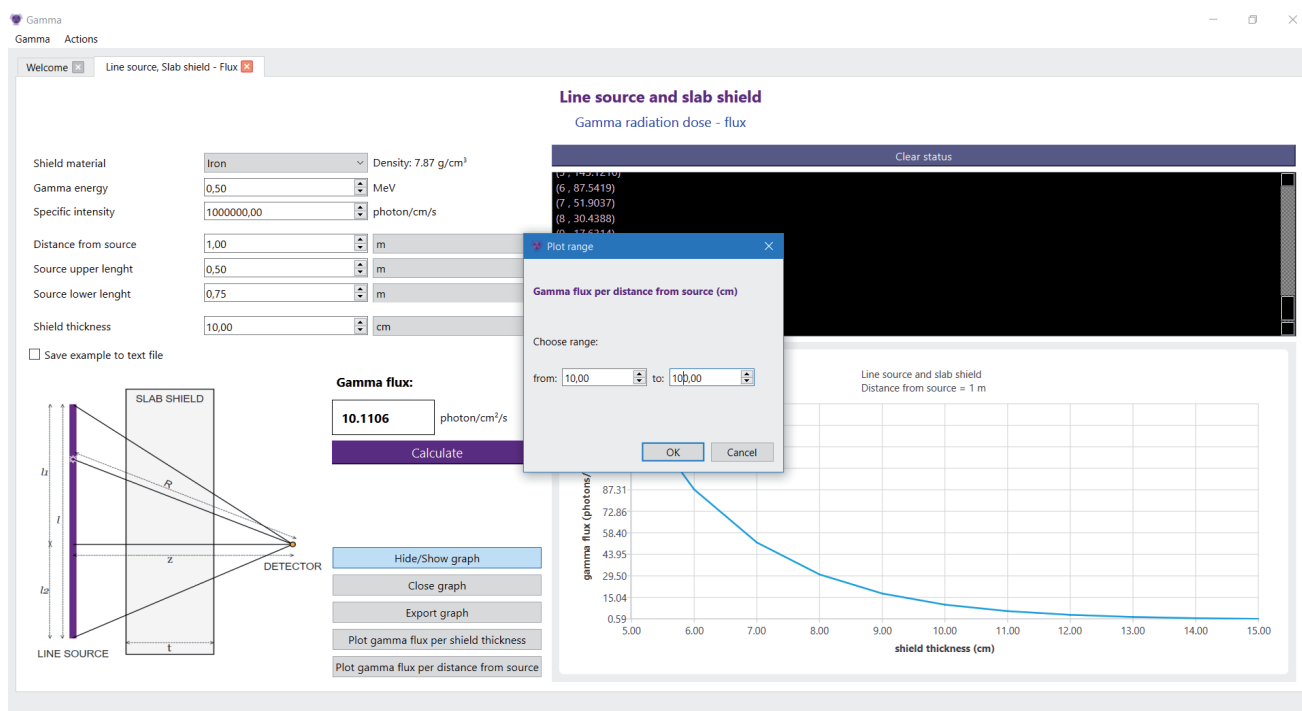 Gamma
Gamma Actions
Welcome Line source, Slab shield - Flux
Line source and slab shield
Gamma radiation dose - flux
Shield material Iron Density: 7.87 g/cm³
Gamma energy 0,50 MeV
Specific intensity 1000000,00 photon/cm/s
Distance from source 1,00 m
Source upper lenght 0,50 m
Source lower lenght 0,75 m
Shield thickness 10,00 cm
Save example to text file
Clear status
(6 , 87.5419)
(7 , 51.9037)
(8 , 30.4388)
Plot range
Gamma flux per distance from source (cm)
Choose range:
from: 10,00 to: 100,00
OK Cancel
SLAB SHIELD
l1
R
l
z
DETECTOR
l2
t
LINE SOURCE
Gamma flux:
10.1106 photon/cm²/s
Calculate
Hide/Show graph
Close graph
Export graph
Plot gamma flux per shield thickness
Plot gamma flux per distance from source
Line source and slab shield
Distance from source = 1 m
gamma flux (photons/
87.31
72.86
58.40
43.95
29.50
15.04
0.59
5.00 6.00 7.00 8.00 9.00 10.00 11.00 12.00 13.00 14.00 15.00
shield thickness (cm)